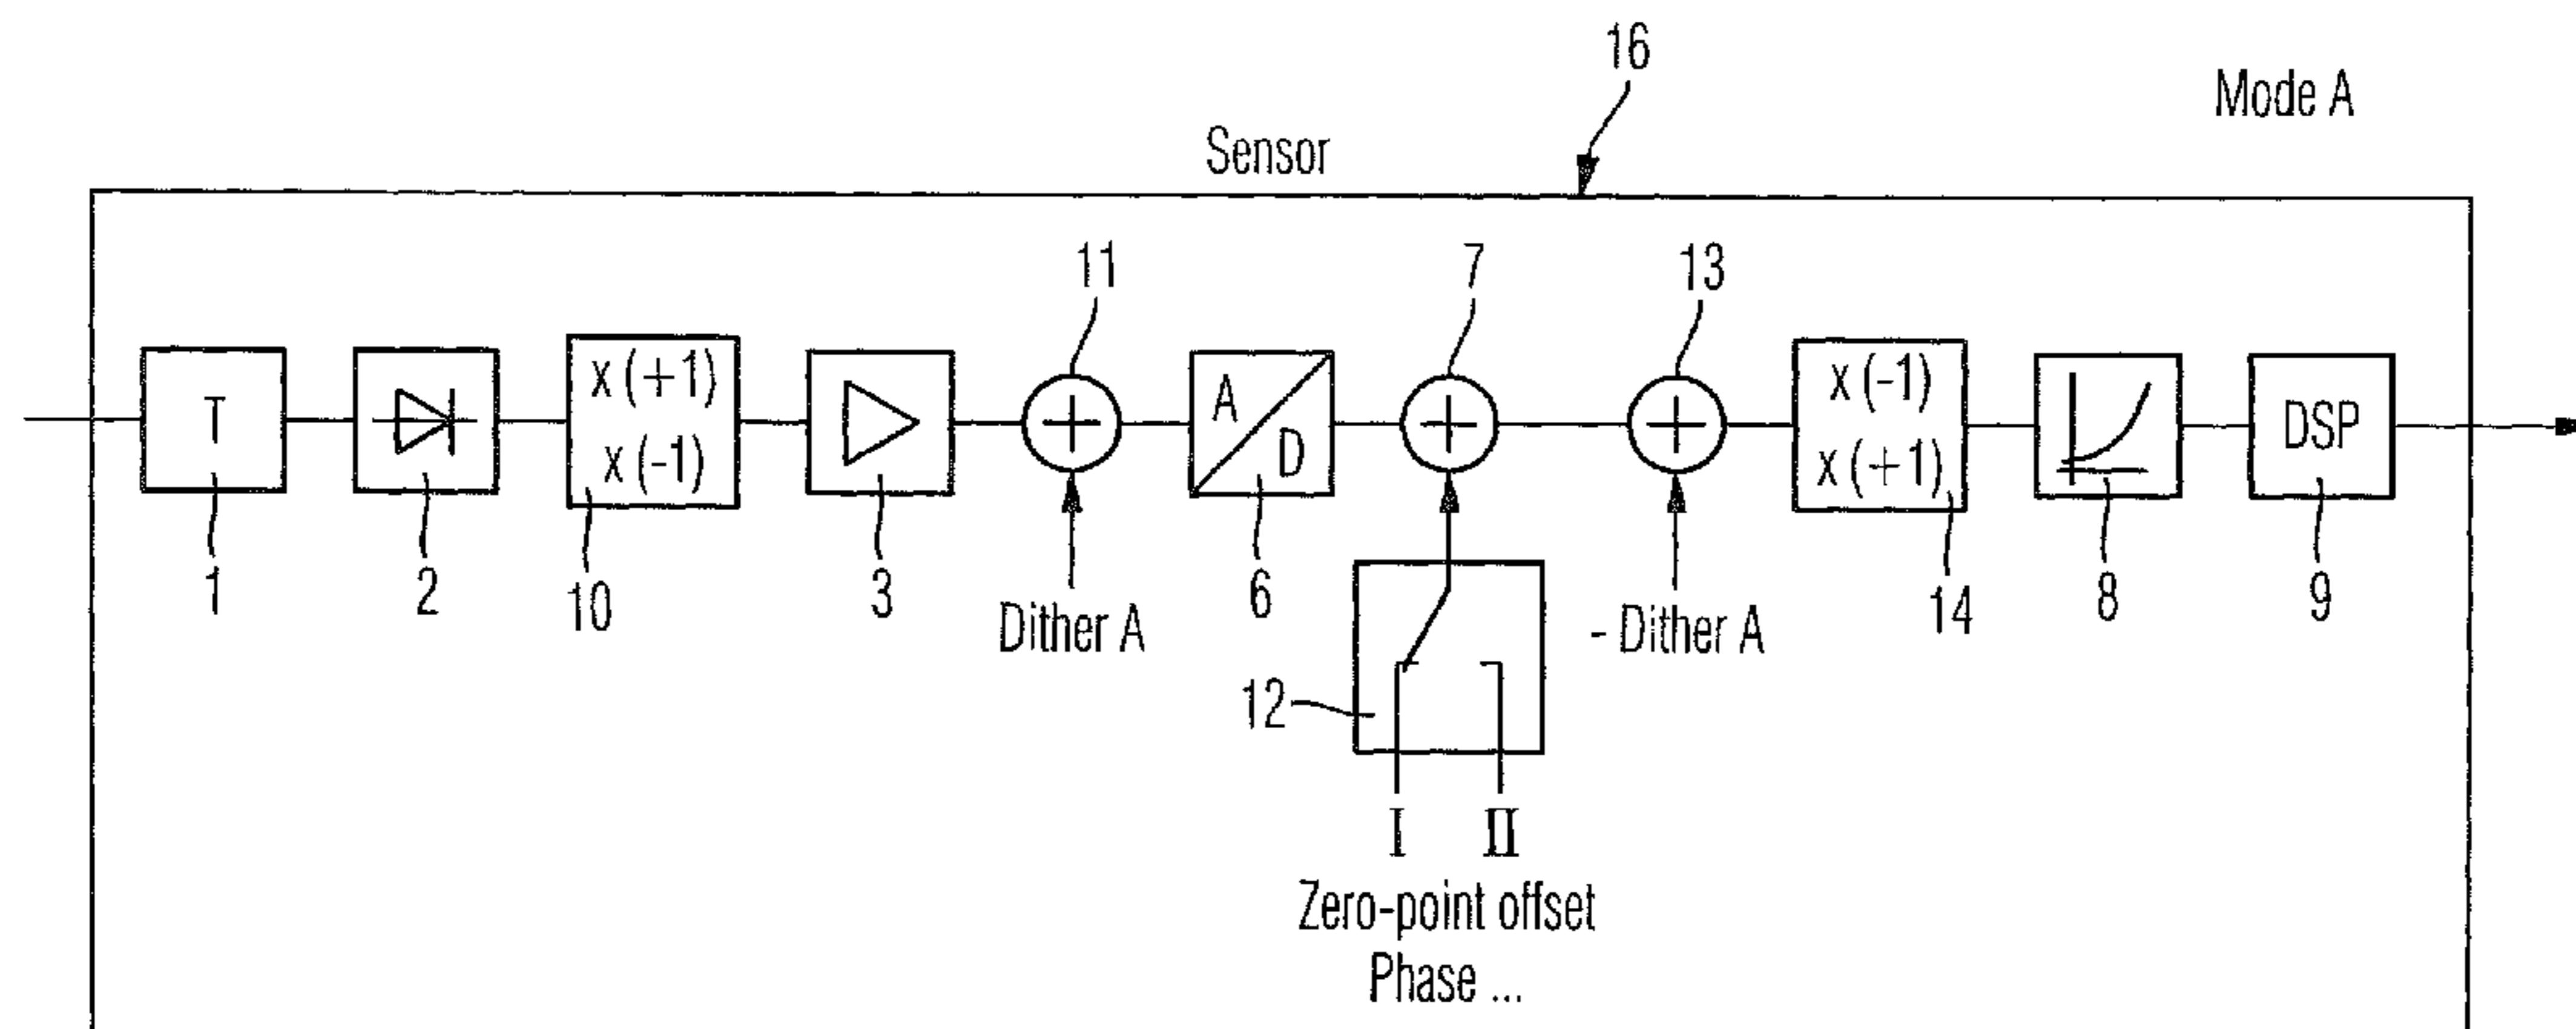 16
Mode A
Sensor
11
7
13
T
x (+1)
x (-1)
A
D
x (-1)
x (+1)
DSP
1
2
10
3
Dither A
6
12
- Dither A
14
8
9
I
II
Zero-point offset
Phase ...